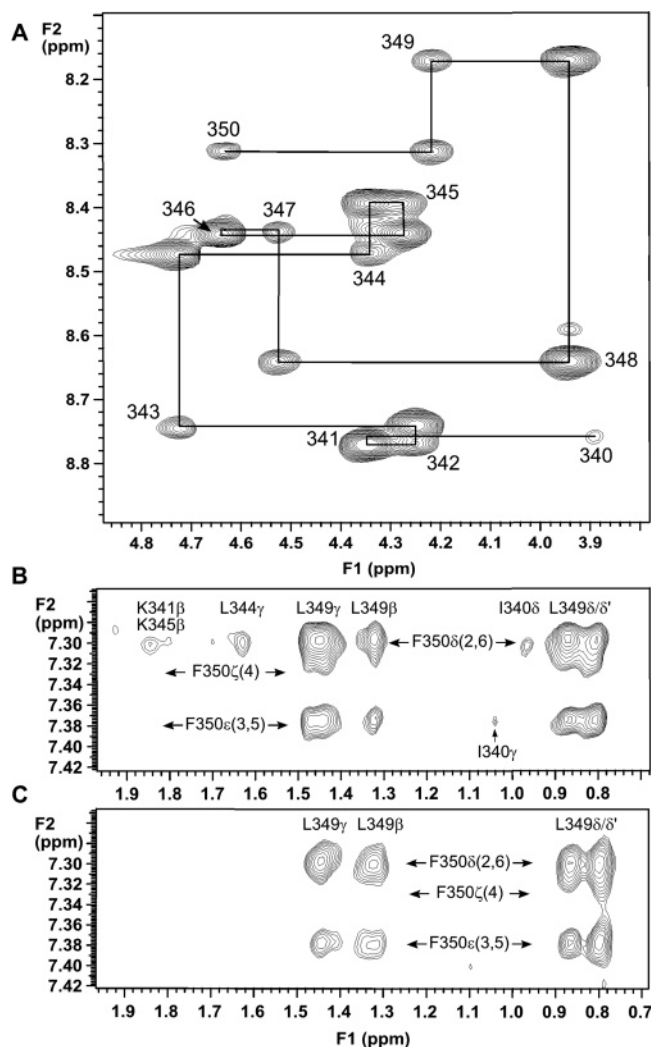 A
F2
(ppm)
8.2
8.3
8.4
8.5
8.6
8.7
8.8
349
350
345
346
347
344
348
343
341
342
340
4.8 4.7 4.6 4.5 4.4 4.3 4.2 4.1 4.0 3.9
F1 (ppm)
B
F2
(ppm)
7.30
7.32
7.34
7.36
7.38
7.40
7.42
K341β
K345β
L344γ
L349γ
L349β
I340δ
L349δ/δ'
F350δ(2,6)
F350ζ(4)
F350ε(3,5)
I340γ
1.9 1.8 1.7 1.6 1.5 1.4 1.3 1.2 1.1 1.0 0.9 0.8 0.7
C
F2
(ppm)
7.30
7.32
7.34
7.36
7.38
7.40
7.42
L349γ L349β L349δ/δ'
F350δ(2,6)
F350ζ(4)
F350ε(3,5)
1.9 1.8 1.7 1.6 1.5 1.4 1.3 1.2 1.1 1.0 0.9 0.8 0.7
F1 (ppm)